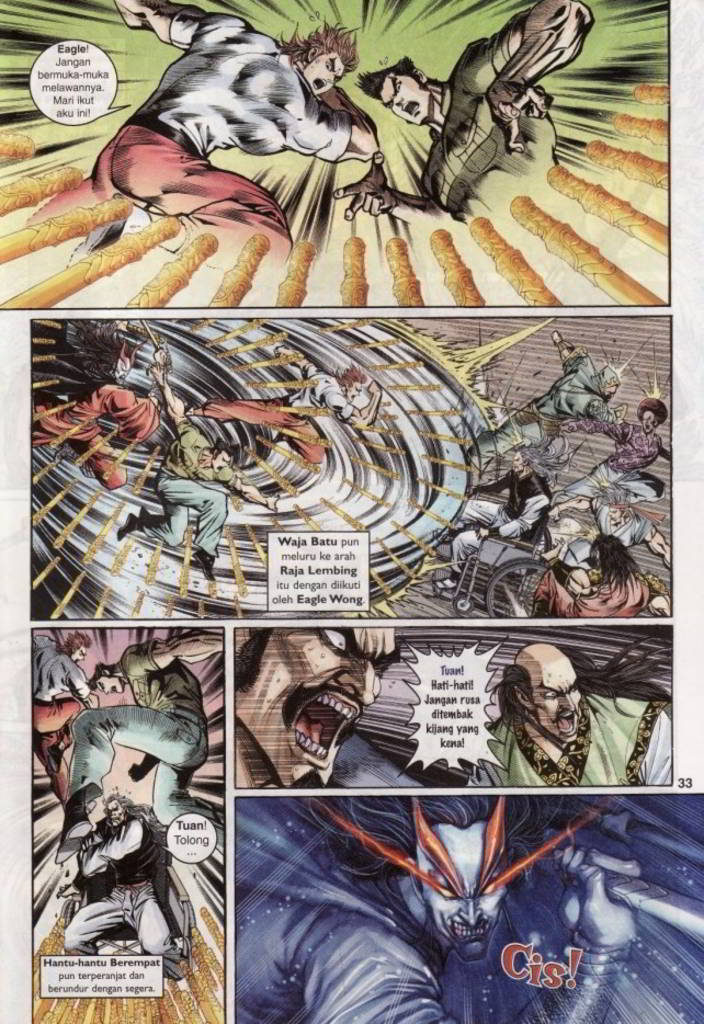 Eagle!
Jangan
bermuka-muka
melawannya.
Mari ikut
aku ini!
Waja Batu pun
meluru ke arah
Raja Lembing
itu dengan diikuti
oleh Eagle Wong.
Tuan!
Tolong
...
Hantu-hantu Berempat
pun terperanjat dan
berundur dengan segera.
Tuan!
Hati-hati!
Jangan rusa
ditembak
kijang yang
kena!
33
Cis!